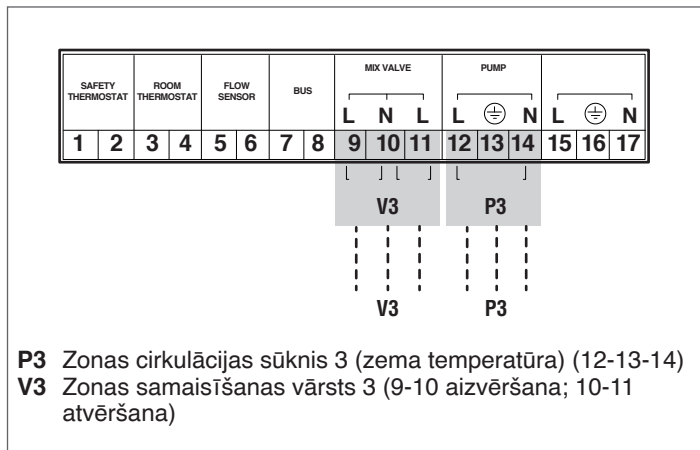 MIX VALVE PUMP
SAFETY THERMOSTAT ROOM THERMOSTAT FLOW SENSOR BUS
L N L L N L N
1 2 3 4 5 6 7 8 9 10 11 12 13 14 15 16 17
V3 P3
V3 P3
P3 Zonas cirkulācijas sūknis 3 (zema temperatūra) (12-13-14)
V3 Zonas samaisīšanas vārsts 3 (9-10 aizvēršana; 10-11
atvēršana)